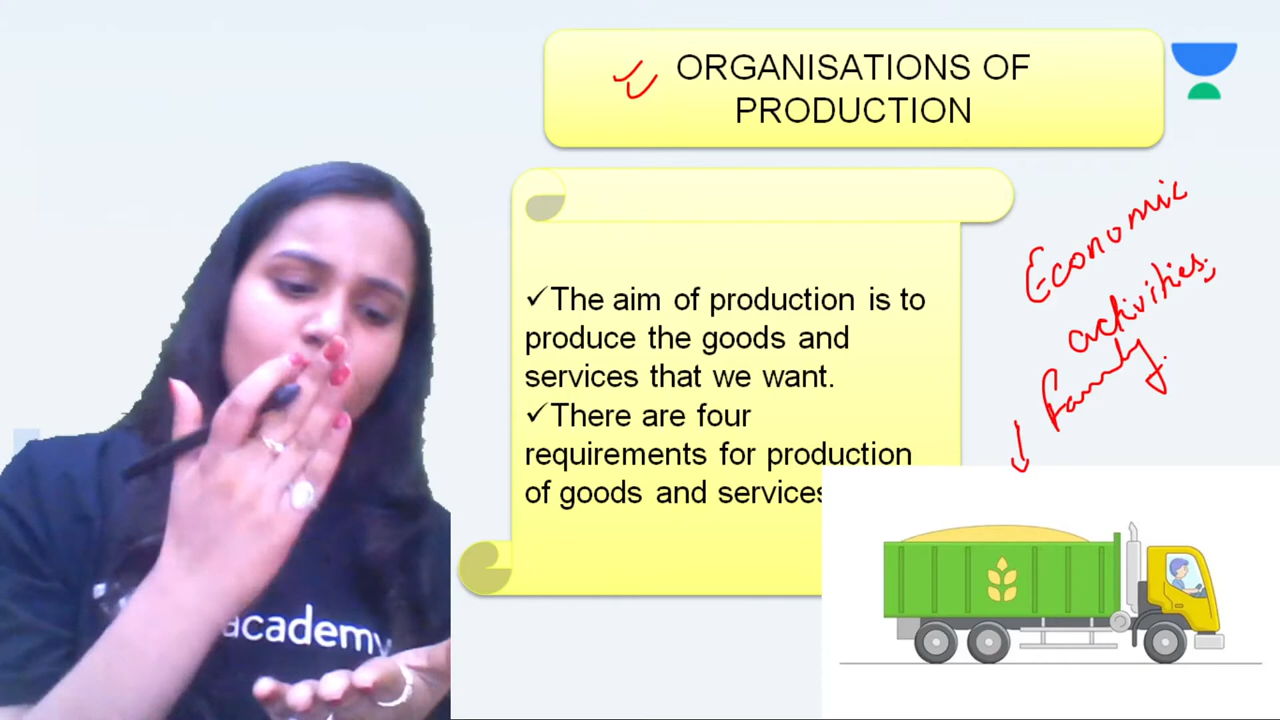 ORGANISATIONS OF
PRODUCTION
✓The aim of production is to
produce the goods and
services that we want.
✓There are four
requirements for production
of goods and services
Economic
activities.
family.
academy